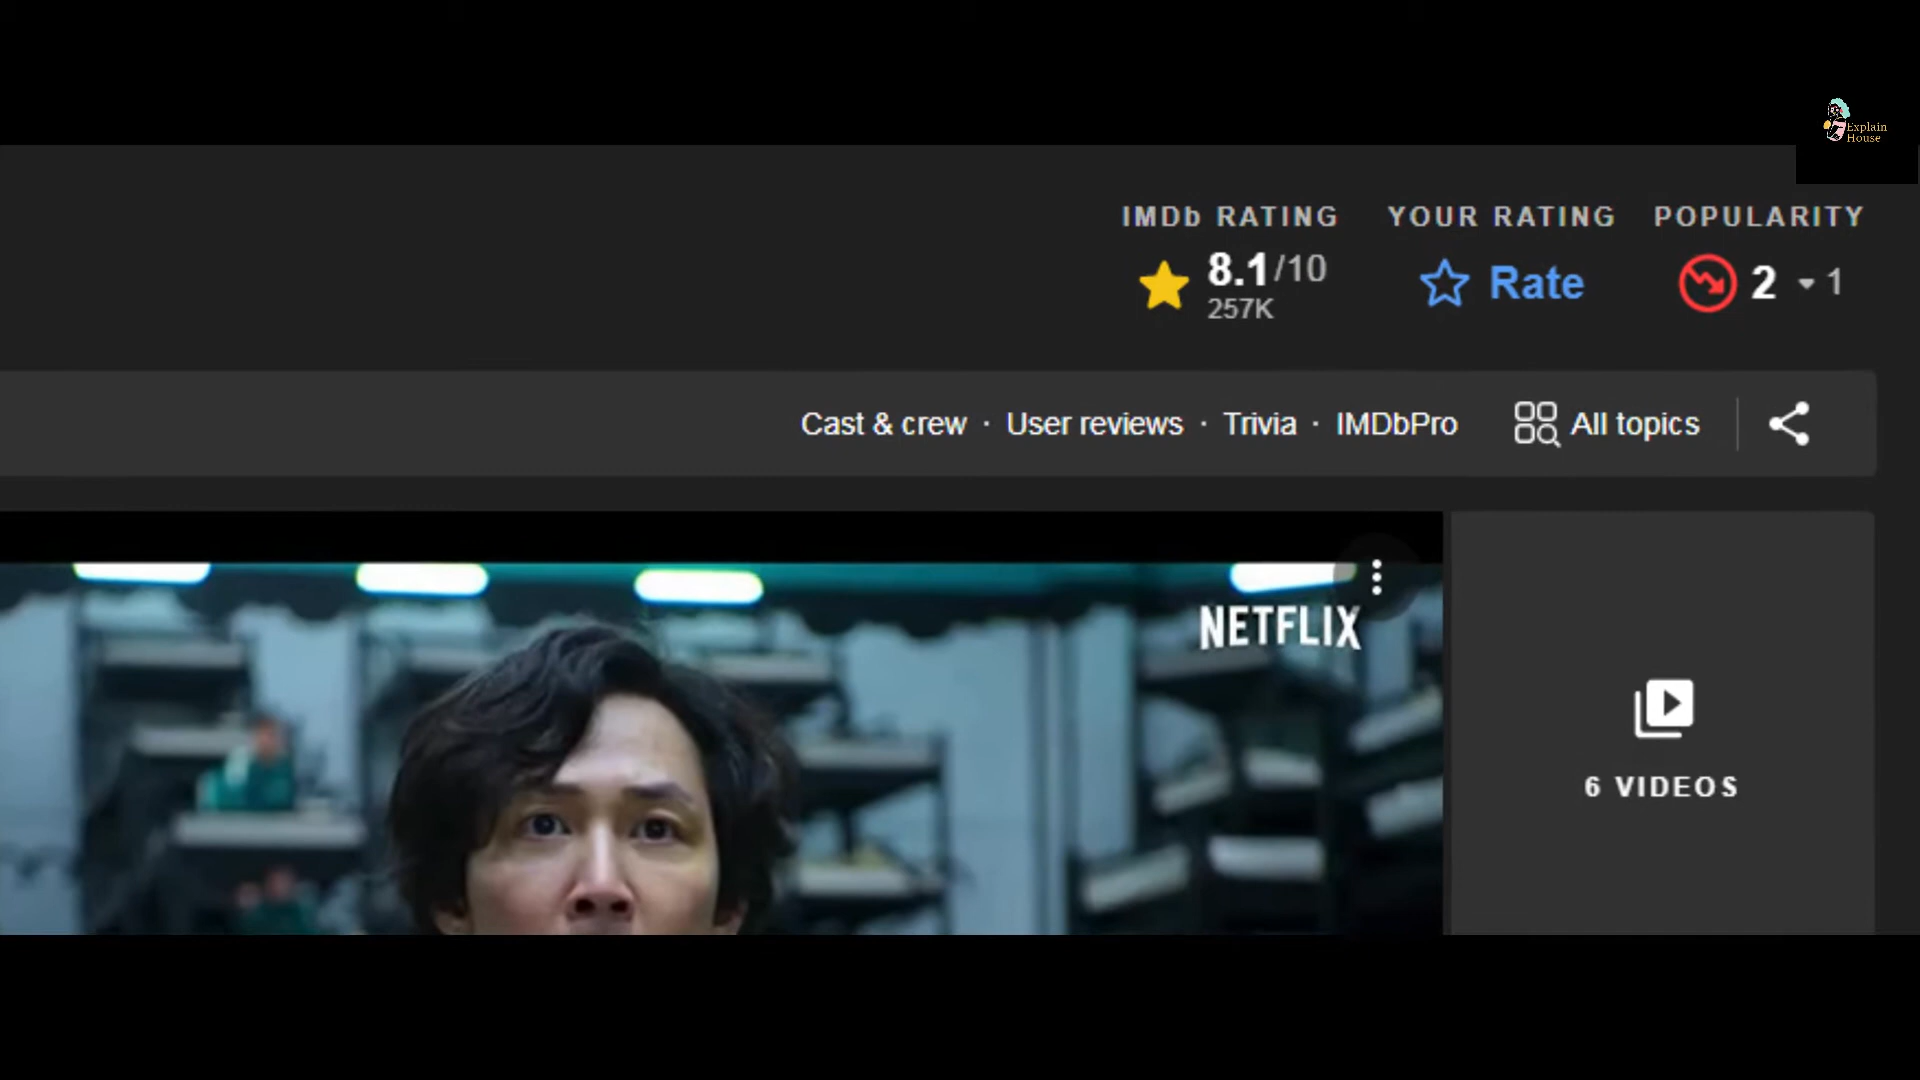 Explain
House
IMDb RATING
YOUR RATING
POPULARITY
8.1/10
257K
Rate
2
1
Cast & crew · User reviews · Trivia · IMDbPro
All topics
NETFLIX
6 VIDEOS